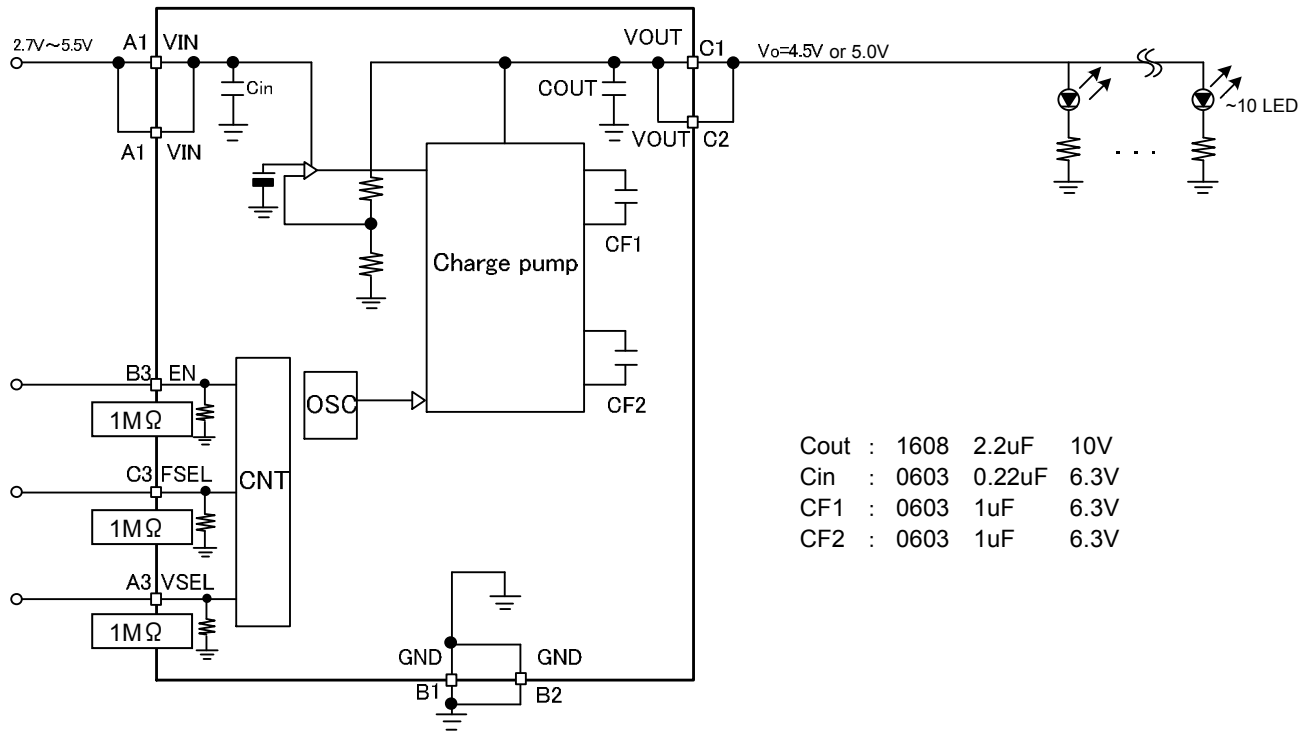 2.7V~5.5V
A1 VIN
Cin
A1 VIN
VOUT C1
Vo=4.5V or 5.0V
COUT
VOUT C2
~10 LED
. . .
Charge pump
CF1
CF2
B3 EN
1MΩ
C3 FSEL
1MΩ
A3 VSEL
1MΩ
CNT
OSC
GND GND
B1 B2
Cout : 1608 2.2uF 10V
Cin : 0603 0.22uF 6.3V
CF1 : 0603 1uF 6.3V
CF2 : 0603 1uF 6.3V